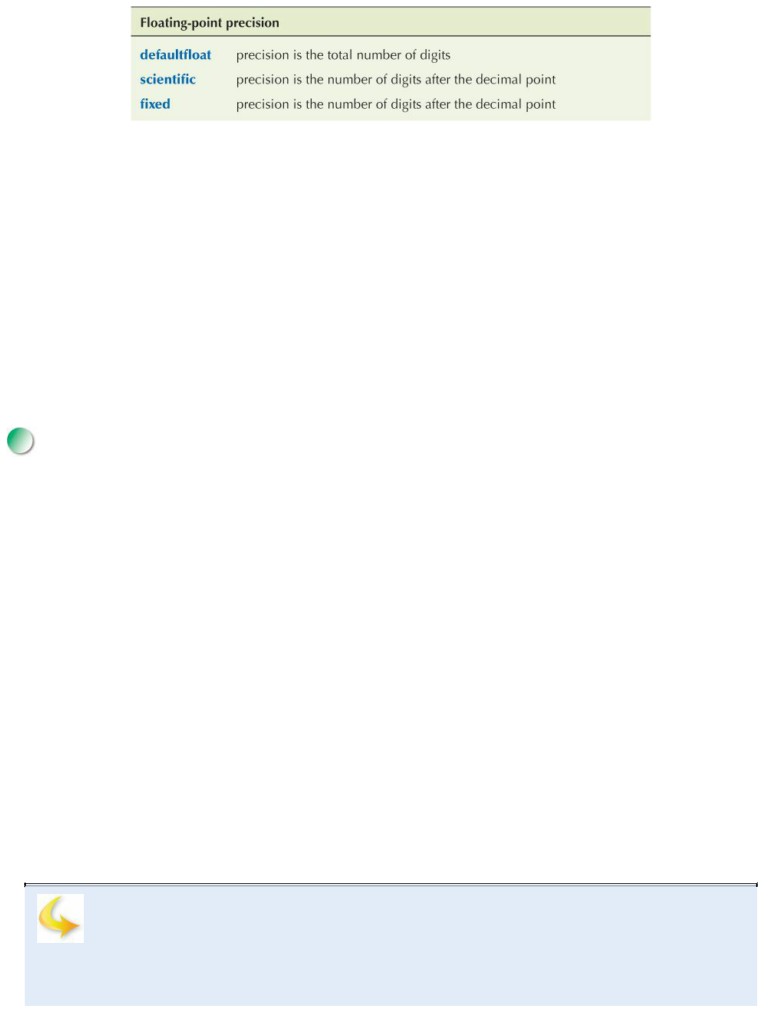 Floating-point precision
defaultfloat precision is the total number of digits
scientific precision is the number of digits after the decimal point
fixed precision is the number of digits after the decimal point